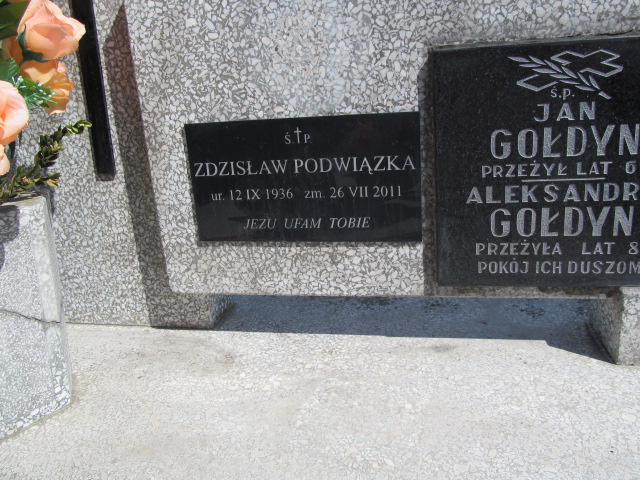 Ś.†P.
ZDZISŁAW PODWIĄZKA
ur. 12 IX 1936 zm. 26 VII 2011
JEZU UFAM TOBIE
ś.p.
JAN
GOŁDYN
PRZEŻYŁ LAT
ALEKSANDR
GOŁDYN
PRZEŻYŁA LAT 8
POKÓJ ICH DUSZOM